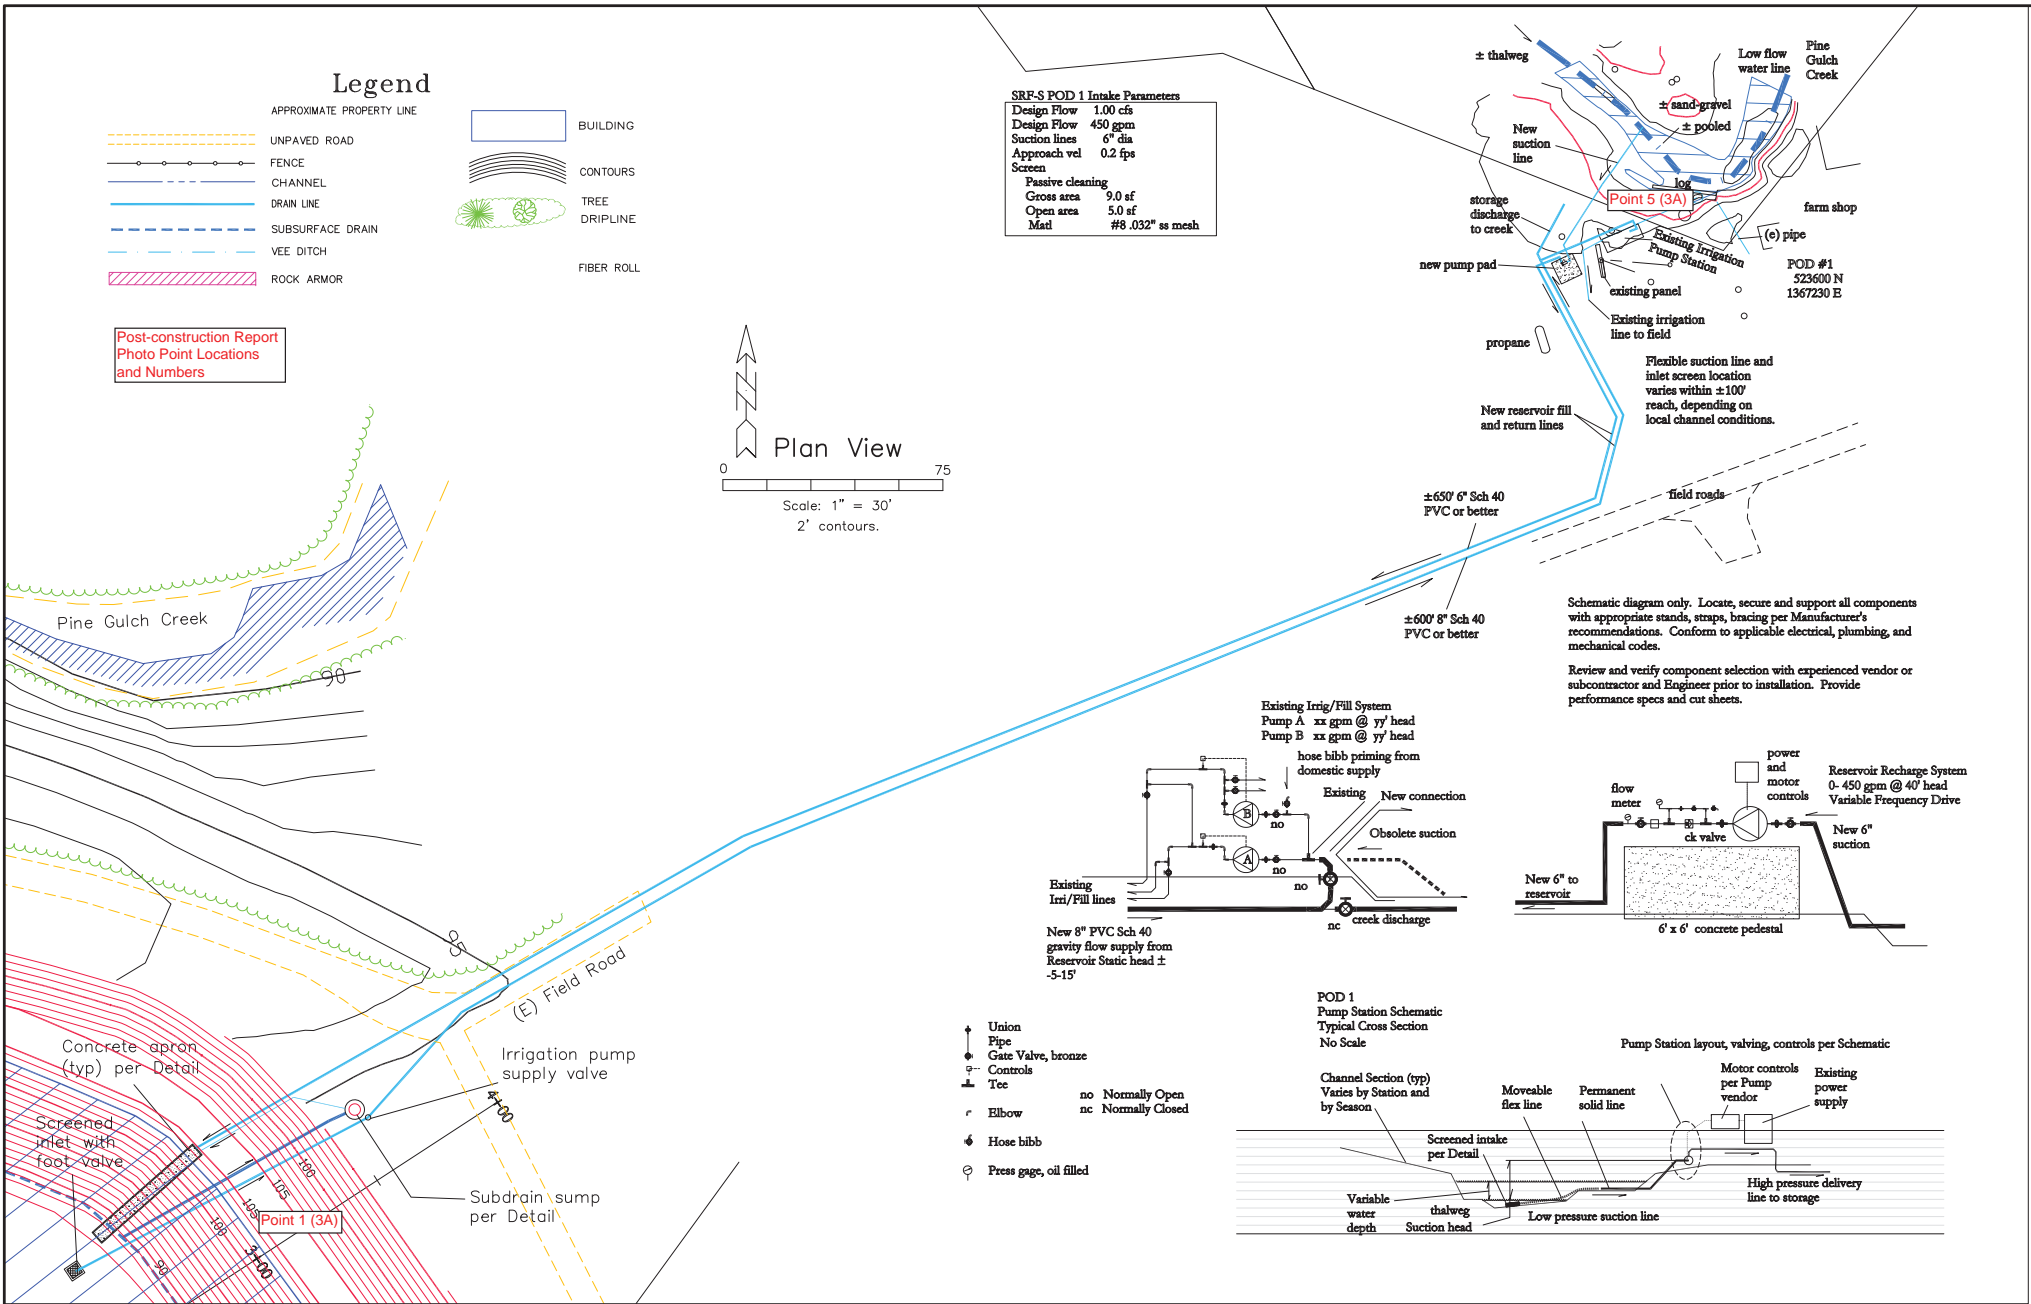 Legend
APPROXIMATE PROPERTY LINE
UNPAVED ROAD
FENCE
CHANNEL
DRAIN LINE
SUBSURFACE DRAIN
VEE DITCH
ROCK ARMOR
BUILDING
CONTOURS
TREE
DRIPLINE
FIBER ROLL
Post-construction Report
Photo Point Locations
and Numbers
Plan View
0
75
Scale: 1" = 30'
2' contours.
SRF-S POD 1 Intake Parameters
Design Flow 1.00 cfs
Design Flow 450 gpm
Suction lines 6" dia
Approach vel 0.2 fps
Screen
Passive cleaning
Gross area 9.0 sf
Open area 5.0 sf
Matl #8 .032" ss mesh
± thalweg
Low flow
water line
Pine
Gulch
Creek
± sand-gravel
± pooled
New
suction
line
log
Point 5 (3A)
storage
discharge
to creek
farm shop
(e) pipe
Existing Irrigation
Pump Station
new pump pad
POD #1
523600 N
1367230 E
existing panel
Existing irrigation
line to field
propane
Flexible suction line and
inlet screen location
varies within ±100'
reach, depending on
local channel conditions.
New reservoir fill
and return lines
field roads
±650' 6" Sch 40
PVC or better
±600' 8" Sch 40
PVC or better
Schematic diagram only. Locate, secure and support all components
with appropriate stands, straps, bracing per Manufacturer's
recommendations. Conform to applicable electrical, plumbing, and
mechanical codes.
Review and verify component selection with experienced vendor or
subcontractor and Engineer prior to installation. Provide
performance specs and cut sheets.
Pine Gulch Creek
90
95
(E) Field Road
Concrete apron
(typ) per Detail
Screened
inlet with
foot valve
Irrigation pump
supply valve
4+00
Subdrain sump
per Detail
100
105
105
100
90
3+00
Point 1 (3A)
Existing Irrig/Fill System
Pump A xx gpm @ yy' head
Pump B xx gpm @ yy' head
hose bibb priming from
domestic supply
Existing
New connection
Obsolete suction
B
no
A
no
no
nc
creek discharge
Existing
Irri/Fill lines
New 8" PVC Sch 40
gravity flow supply from
Reservoir Static head ±
-5-15'
power
and
motor
controls
Reservoir Recharge System
0- 450 gpm @ 40' head
Variable Frequency Drive
flow
meter
ck valve
New 6"
suction
New 6" to
reservoir
6' x 6' concrete pedestal
Union
Pipe
Gate Valve, bronze
Controls
Tee
Elbow
Hose bibb
Press gage, oil filled
no Normally Open
nc Normally Closed
POD 1
Pump Station Schematic
Typical Cross Section
No Scale
Pump Station layout, valving, controls per Schematic
Channel Section (typ)
Varies by Station and
by Season
Screened intake
per Detail
Moveable
flex line
Permanent
solid line
Motor controls
per Pump
vendor
Existing
power
supply
Variable
water
depth
thalweg
Suction head
Low pressure suction line
High pressure delivery
line to storage